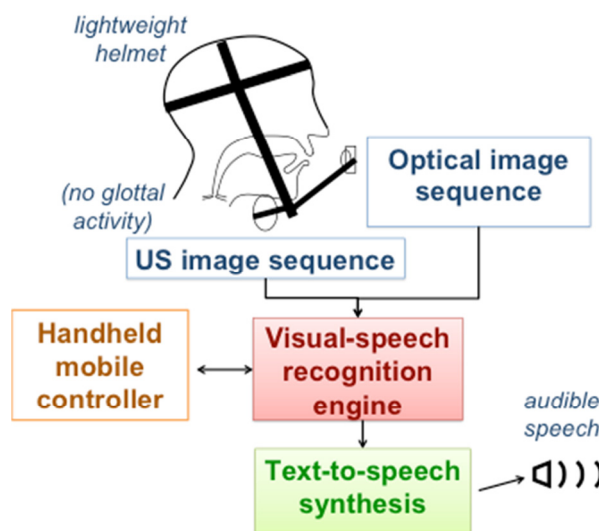 lightweight
helmet
(no glottal
activity)
Optical image
sequence
US image sequence
Handheld
mobile
controller
Visual-speech
recognition
engine
audible
speech
Text-to-speech
synthesis